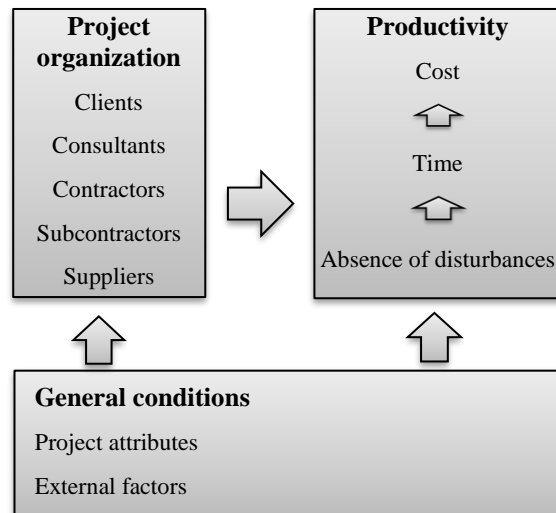 Project
organization
Clients
Consultants
Contractors
Subcontractors
Suppliers
Productivity
Cost
Time
Absence of disturbances
General conditions
Project attributes
External factors